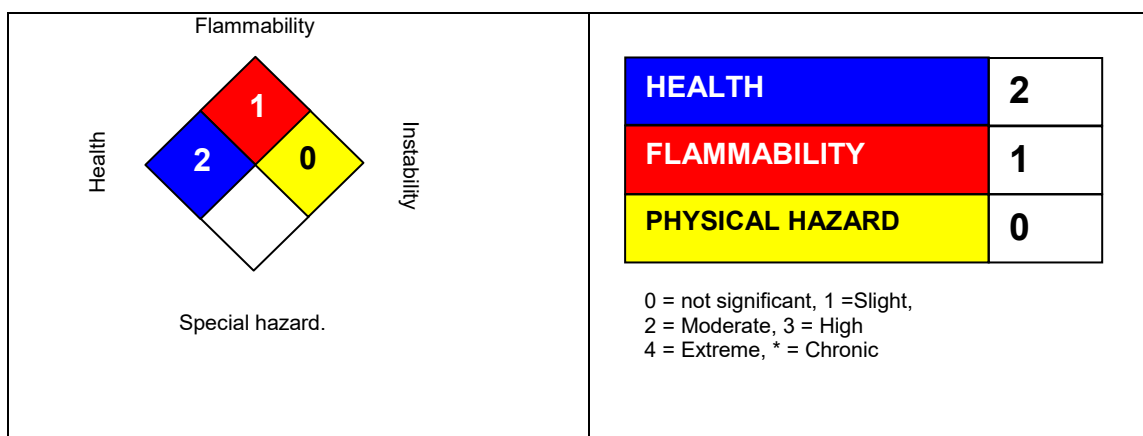 Flammability
1
Health
2
0
Instability
Special hazard.
HEALTH 2
FLAMMABILITY 1
PHYSICAL HAZARD 0
0 = not significant, 1 =Slight,
2 = Moderate, 3 = High
4 = Extreme, * = Chronic